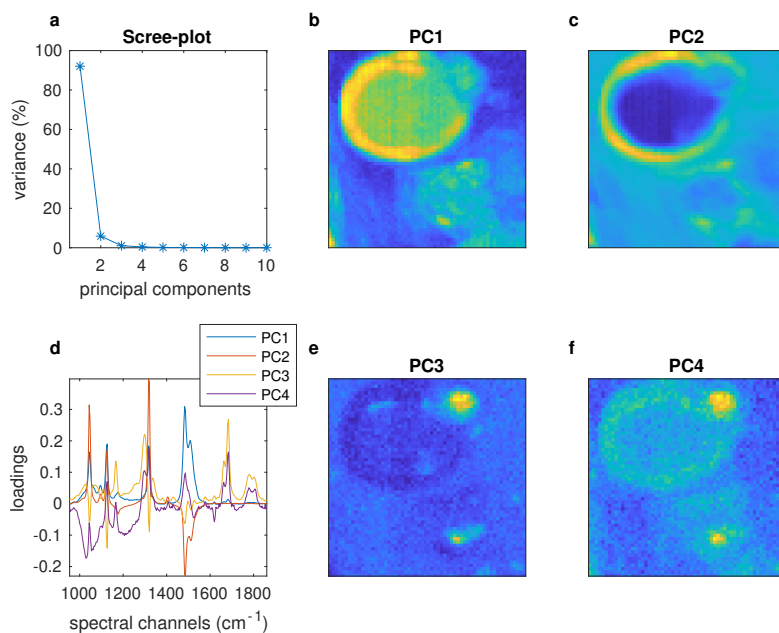 a
Scree-plot
100
80
60
40
20
0
variance (%)
2 4 6 8 10
principal components
b
PC1
c
PC2
d
PC1
PC2
PC3
PC4
0.3
0.2
0.1
0
-0.1
-0.2
loadings
1000 1200 1400 1600 1800
spectral channels (cm⁻¹)
e
PC3
f
PC4